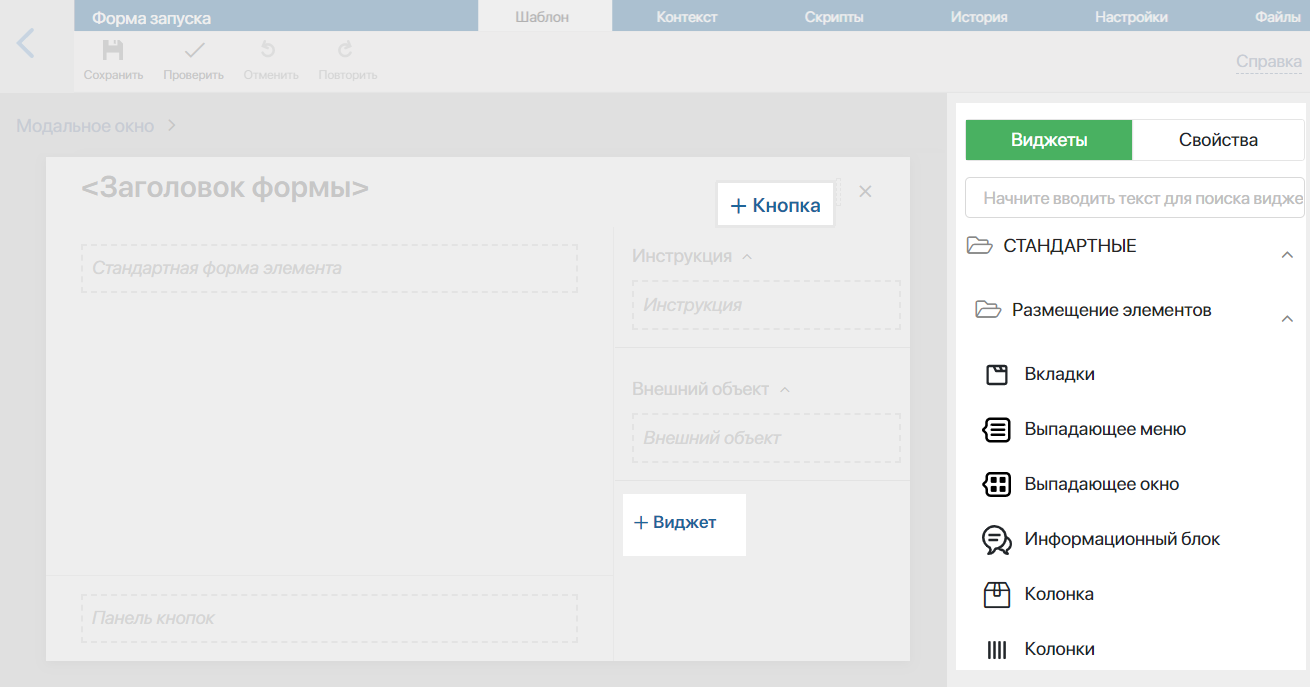 Форма запуска
Шаблон
Контекст
Скрипты
История
Настройки
Файлы
Сохранить
Проверить
Отменить
Повторить
Справка
Модальное окно
<Заголовок формы>
+ Кнопка
Стандартная форма элемента
Инструкция
Инструкция
Внешний объект
Внешний объект
+ Виджет
Панель кнопок
Виджеты
Свойства
Начните вводить текст для поиска видже
СТАНДАРТНЫЕ
Размещение элементов
Вкладки
Выпадающее меню
Выпадающее окно
Информационный блок
Колонка
Колонки